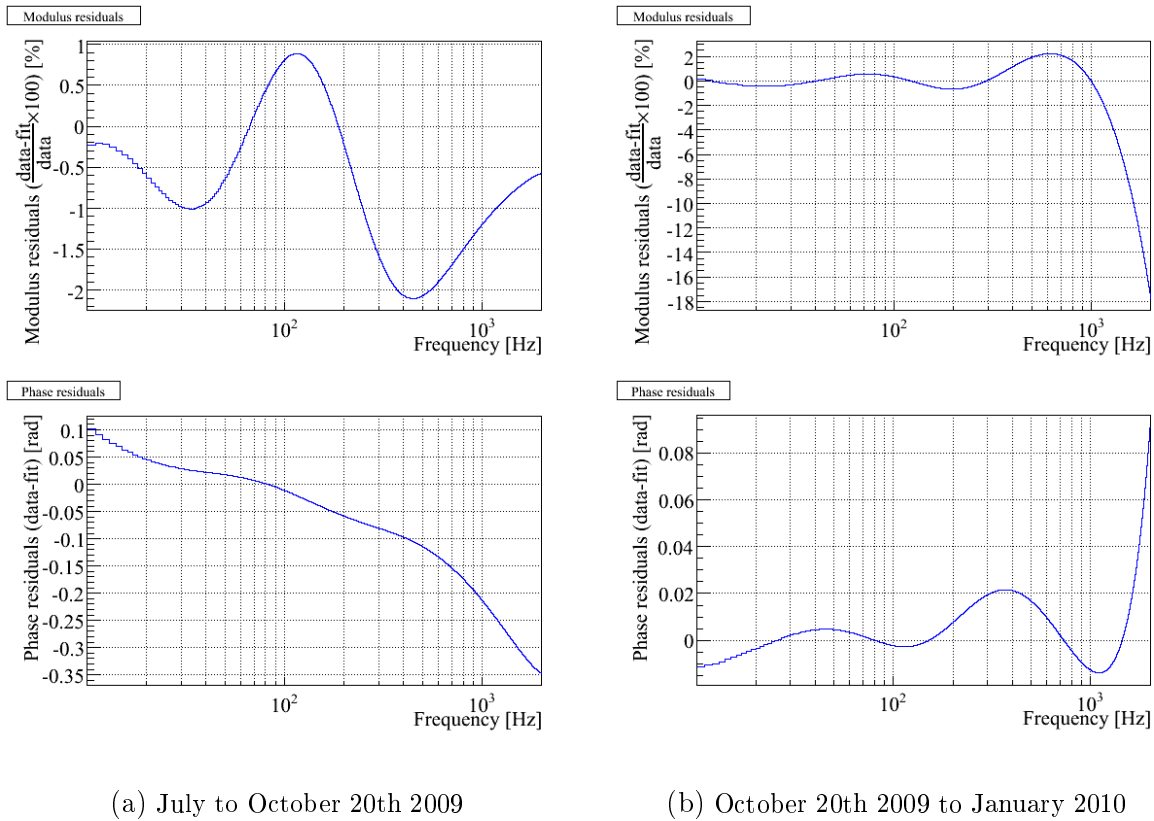 Modulus residuals
Modulus residuals (data-fit/data ×100) [%]
1
0.5
0
-0.5
-1
-1.5
-2
10²
10³
Frequency [Hz]
Modulus residuals
Modulus residuals (data-fit/data ×100) [%]
2
0
-2
-4
-6
-8
-10
-12
-14
-16
-18
10²
10³
Frequency [Hz]
Phase residuals
Phase residuals (data-fit) [rad]
0.1
0.05
0
-0.05
-0.1
-0.15
-0.2
-0.25
-0.3
-0.35
10²
10³
Frequency [Hz]
Phase residuals
Phase residuals (data-fit) [rad]
0.08
0.06
0.04
0.02
0
10²
10³
Frequency [Hz]
(a) July to October 20th 2009
(b) October 20th 2009 to January 2010